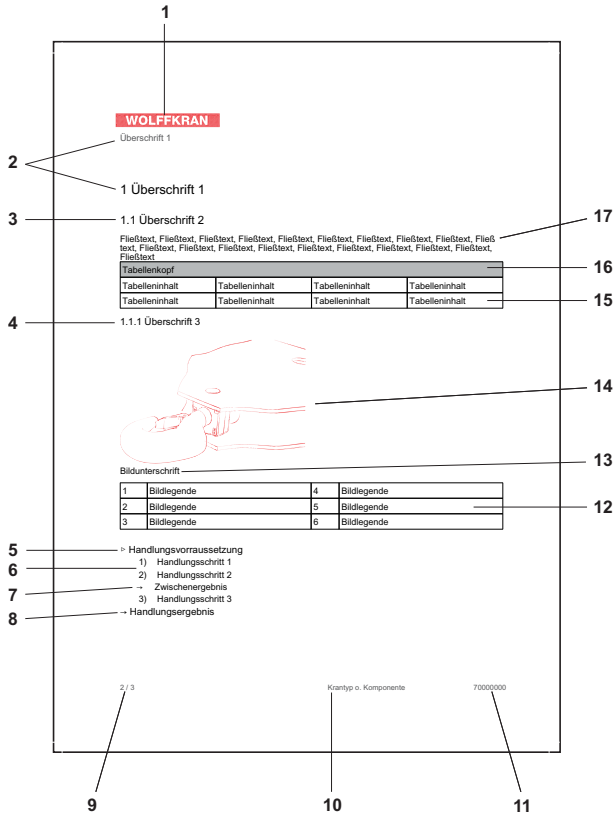 1
WOLFFKRAN
Überschrift 1
2
1 Überschrift 1
3
1.1 Überschrift 2
17
Fließtext, Fließtext, Fließtext, Fließtext, Fließtext, Fließtext, Fließtext, Fließtext, Fließtext, Fließ
text, Fließtext, Fließtext, Fließtext, Fließtext, Fließtext, Fließtext, Fließtext, Fließtext, Fließtext,
Fließtext
Tabellenkopf
16
Tabelleninhalt Tabelleninhalt Tabelleninhalt Tabelleninhalt
Tabelleninhalt Tabelleninhalt Tabelleninhalt Tabelleninhalt
15
4
1.1.1 Überschrift 3
14
Bildunterschrift
13
1 Bildlegende 4 Bildlegende
2 Bildlegende 5 Bildlegende
12
3 Bildlegende 6 Bildlegende
5
▷ Handlungsvorraussetzung
6
1) Handlungsschritt 1
2) Handlungsschritt 2
7
→ Zwischenergebnis
3) Handlungsschritt 3
8
→ Handlungsergebnis
2 / 3 Krantyp o. Komponente 70000000
9 10 11